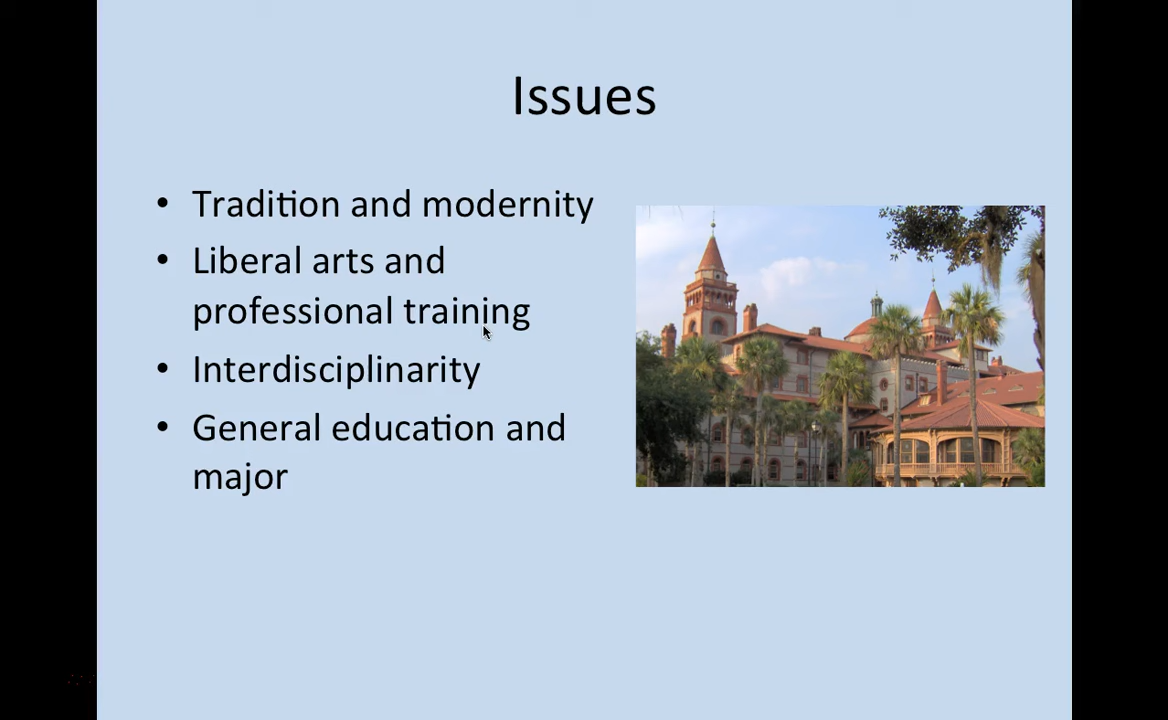 Issues
• Tradition and modernity
• Liberal arts and
professional training
• Interdisciplinarity
• General education and
major